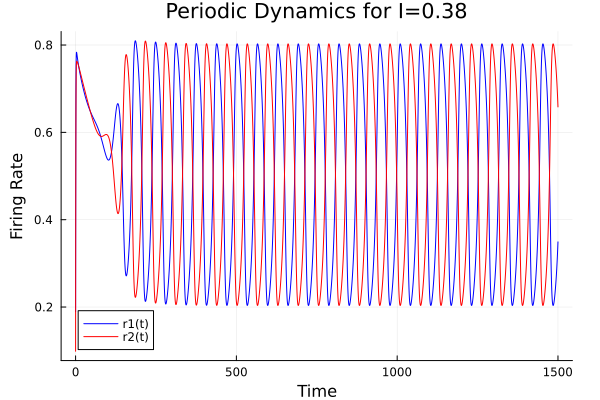 Periodic Dynamics for I=0.38
Firing Rate
0.8
0.6
0.4
0.2
r1(t)
r2(t)
0
500
1000
1500
Time